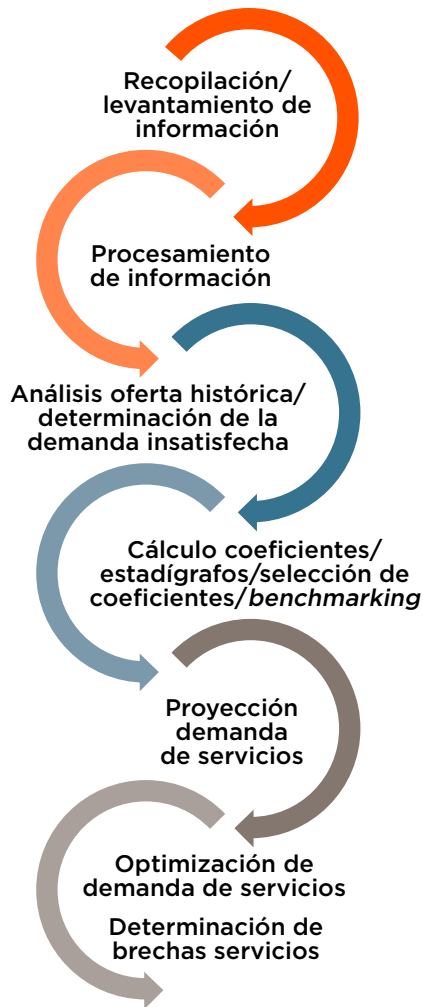 Recopilación/
levantamiento de
información
Procesamiento
de información
Análisis oferta histórica/
determinación de la
demanda insatisfecha
Cálculo coeficientes/
estadígrafos/selección de
coeficientes/benchmarking
Proyección
demanda
de servicios
Optimización de
demanda de servicios
Determinación de
brechas servicios